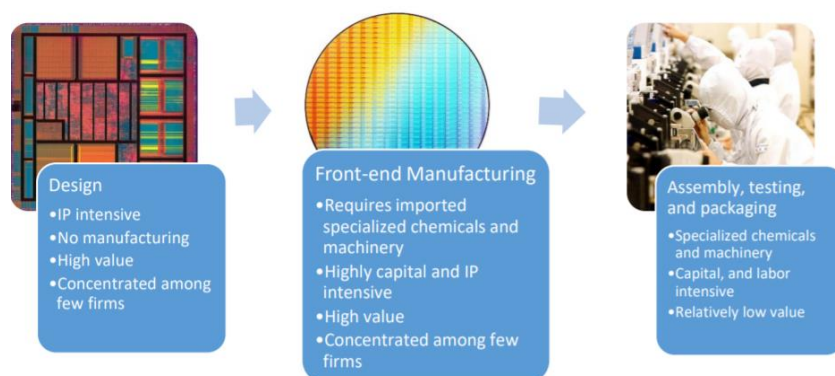 Design
•IP intensive
•No manufacturing
•High value
•Concentrated among
few firms
Front-end Manufacturing
•Requires imported
specialized chemicals and
machinery
•Highly capital and IP
intensive
•High value
•Concentrated among few
firms
Assembly, testing,
and packaging
•Specialized chemicals
and machinery
•Capital, and labor
intensive
•Relatively low value